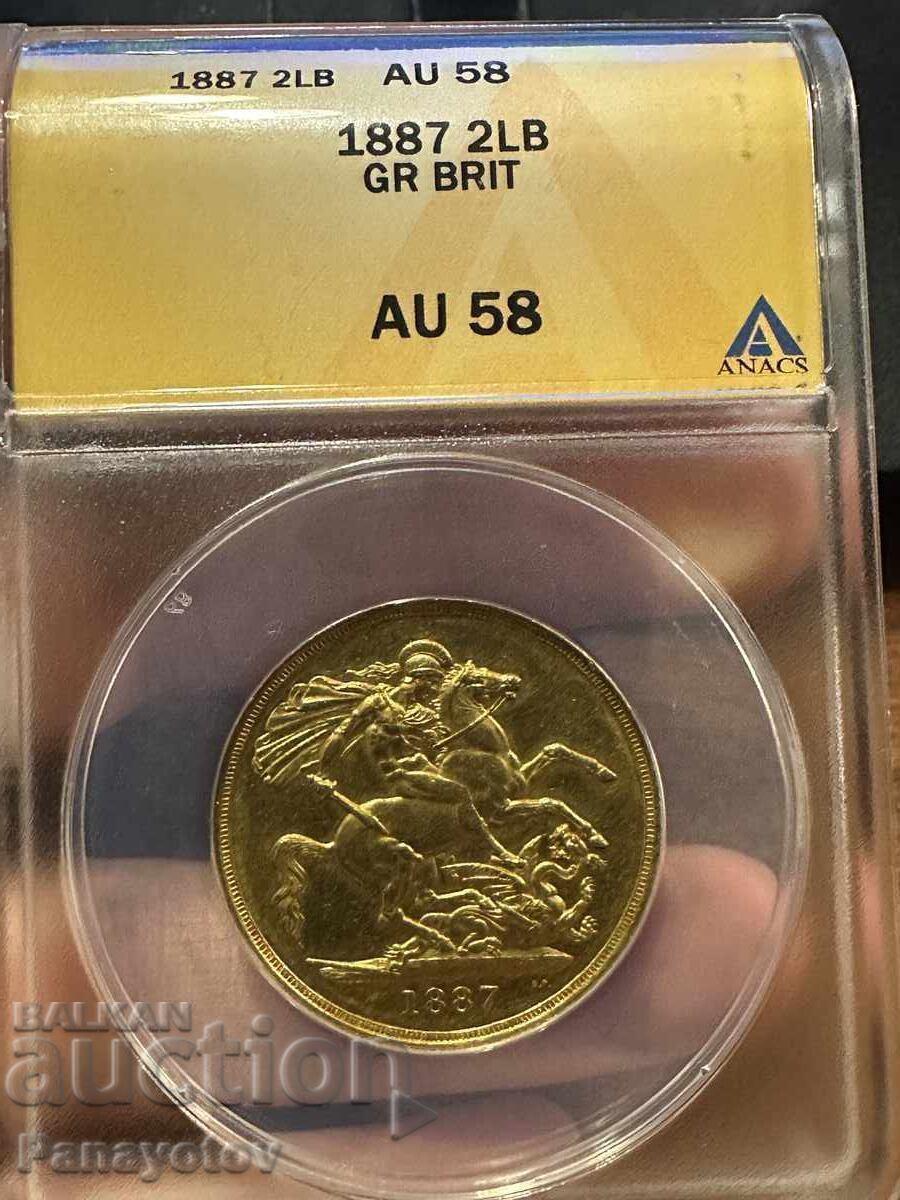 1887 2LB AU 58
1887 2LB
GR BRIT
AU 58
ANACS
1887
BALKAN
auction
Panayotov